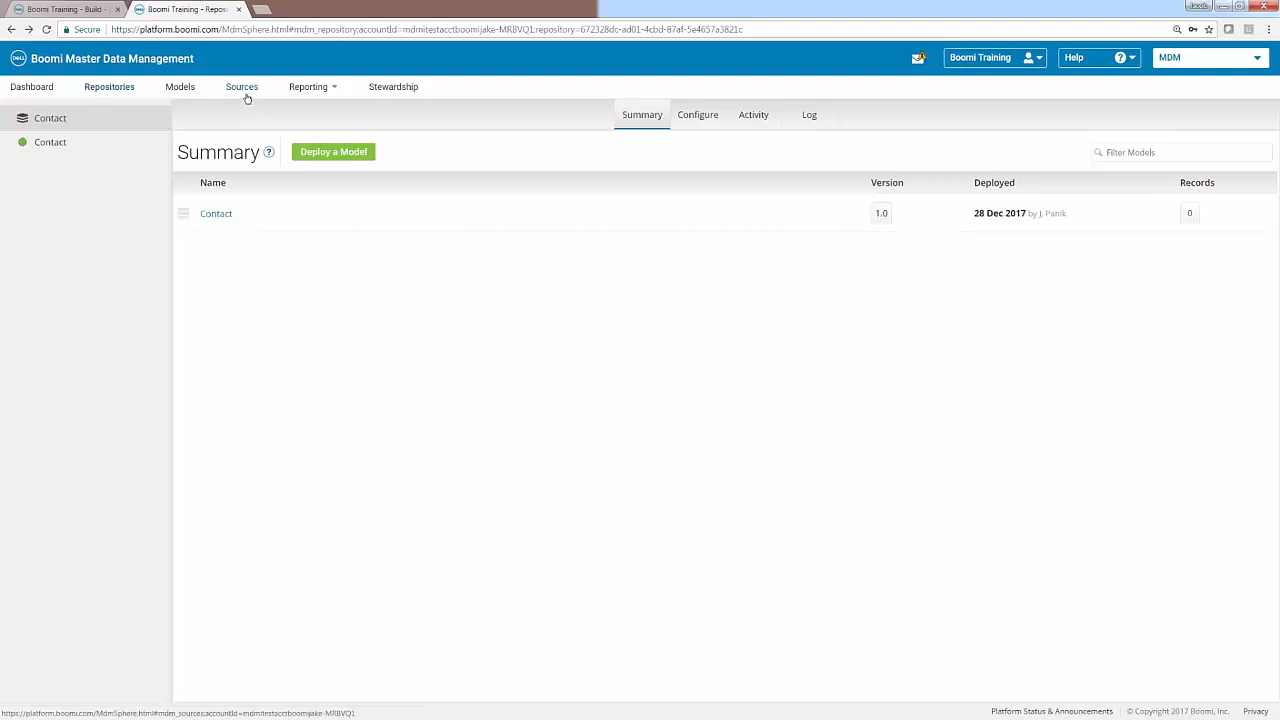 Boomi Training - Build -
Boomi Training - Repos
Jacob
Secure
https://platform.boomi.com/MdmSphere.html#mdm_repository;accountId=mdmitestacctboomijake-MRBVQ1;repository=672328dc-ad01-4cbd-87af-5e4657a3821c
DELL
Boomi Master Data Management
Boomi Training
Help
MDM
Dashboard
Repositories
Models
Sources
Reporting
Stewardship
Contact
Contact
Summary
Configure
Activity
Log
Summary
Deploy a Model
Filter Models
Name
Version
Deployed
Records
Contact
1.0
28 Dec 2017 by J. Panik
0
https://platform.boomi.com/MdmSphere.html#mdm_sources;accountId=mdmitestacctboomijake-MRBVQ1
Platform Status & Announcements
© Copyright 2017 Boomi, Inc.
Privacy